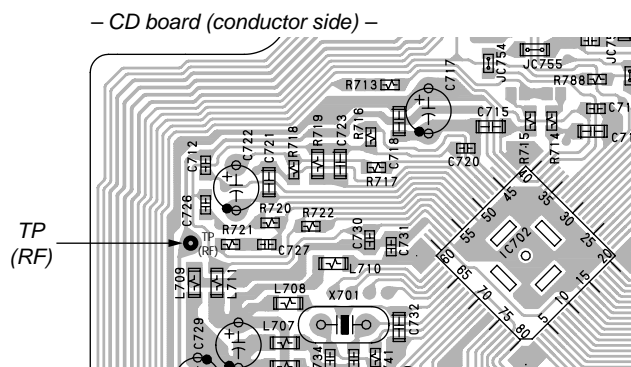 – CD board (conductor side) –
C717
JC754
JC755
R713
R788
R716
C715
C718
R715
R714
C720
C712
C722
C721
R718
R719
C723
R717
C726
R720
R722
TP
(RF)
TP
(RF)
R721
C727
C730
C731
L710
L709
L711
L708
X701
C732
C729
L707
IC702
40
45
50
55
60
65
70
75
80
5
10
15
20
25
30
35